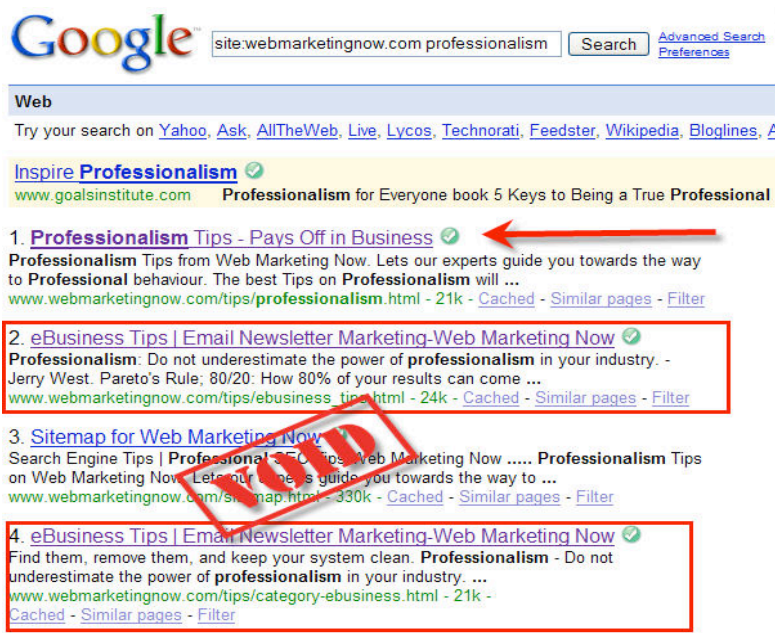 Google™ site:webmarketingnow.com professionalism Search Advanced Search
Preferences
Web
Try your search on Yahoo, Ask, AllTheWeb, Live, Lycos, Technorati, Feedster, Wikipedia, Bloglines,
Inspire Professionalism
www.goalsinstitute.com Professionalism for Everyone book 5 Keys to Being a True Professional
1. Professionalism Tips - Pays Off in Business
Professionalism Tips from Web Marketing Now. Lets our experts guide you towards the way
to Professional behaviour. The best Tips on Professionalism will ...
www.webmarketingnow.com/tips/professionalism.html - 21k - Cached - Similar pages - Filter
2. eBusiness Tips | Email Newsletter Marketing-Web Marketing Now
Professionalism: Do not underestimate the power of professionalism in your industry. -
Jerry West. Pareto's Rule; 80/20: How 80% of your results can come ...
www.webmarketingnow.com/tips/ebusiness_tips.html - 24k - Cached - Similar pages - Filter
3. Sitemap for Web Marketing Now
Search Engine Tips | Professional SEO Tips Web Marketing Now ..... Professionalism Tips
on Web Marketing Now. Lets our experts guide you towards the way to ...
www.webmarketingnow.com/sitemap.html - 330k - Cached - Similar pages - Filter
VOID
4. eBusiness Tips | Email Newsletter Marketing-Web Marketing Now
Find them, remove them, and keep your system clean. Professionalism - Do not
underestimate the power of professionalism in your industry. ...
www.webmarketingnow.com/tips/category-ebusiness.html - 21k -
Cached - Similar pages - Filter